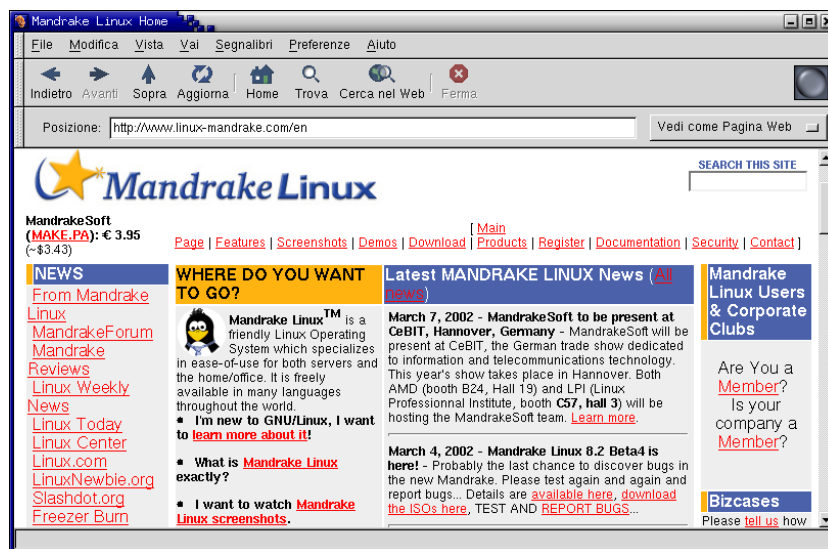 Mandrake Linux Home
File Modifica Vista Vai Segnalibri Preferenze Aiuto
Indietro Avanti Sopra Aggiorna Home Trova Cerca nel Web Ferma
Posizione: http://www.linux-mandrake.com/en Vedi come Pagina Web
Mandrake Linux
SEARCH THIS SITE
MandrakeSoft
(MAKE.PA): € 3.95
(~$3.43)
[ Main
Page | Features | Screenshots | Demos | Download | Products | Register | Documentation | Security | Contact ]
NEWS
From Mandrake
Linux
MandrakeForum
Mandrake
Reviews
Linux Weekly
News
Linux Today
Linux Center
Linux.com
LinuxNewbie.org
Slashdot.org
Freezer Burn
WHERE DO YOU WANT
TO GO?
Mandrake Linux™ is a
friendly Linux Operating
System which specializes
in ease-of-use for both servers and
the home/office. It is freely
available in many languages
throughout the world.
• I'm new to GNU/Linux, I want
to learn more about it!
• What is Mandrake Linux
exactly?
• I want to watch Mandrake
Linux screenshots.
Latest MANDRAKE LINUX News (All
news)
March 7, 2002 - MandrakeSoft to be present at
CeBIT, Hannover, Germany - MandrakeSoft will be
present at CeBIT, the German trade show dedicated
to information and telecommunications technology.
This year's show takes place in Hannover. Both
AMD (booth B24, Hall 19) and LPI (Linux
Professionnal Institute, booth C57, hall 3) will be
hosting the MandrakeSoft team. Learn more.
March 4, 2002 - Mandrake Linux 8.2 Beta4 is
here! - Probably the last chance to discover bugs in
the new Mandrake. Please test again and again and
report bugs... Details are available here, download
the ISOs here, TEST AND REPORT BUGS...
Mandrake
Linux Users
& Corporate
Clubs
Are You a
Member?
Is your
company a
Member?
Bizcases
Please tell us how